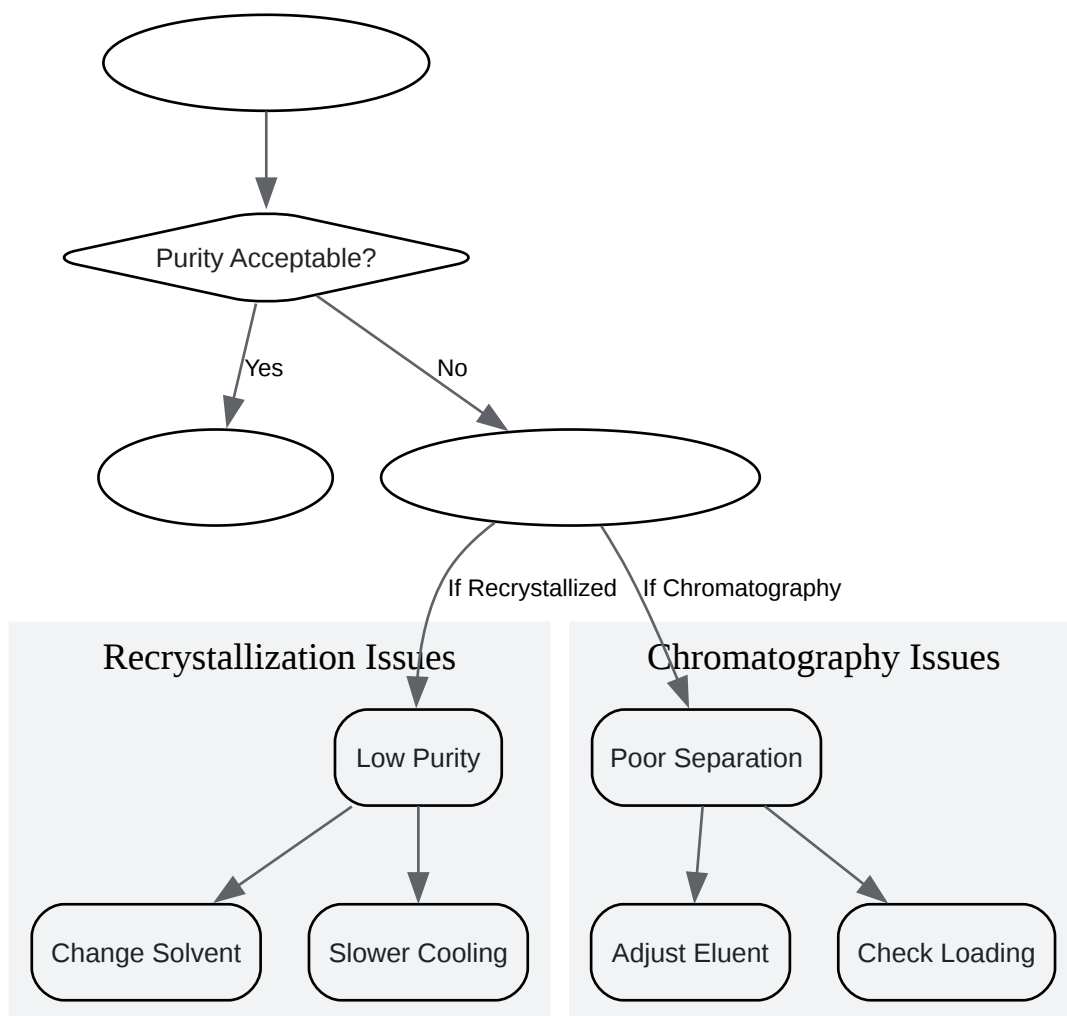 Purity Acceptable?
Yes
No
If Recrystallized
If Chromatography
Recrystallization Issues
Chromatography Issues
Low Purity
Poor Separation
Change Solvent
Slower Cooling
Adjust Eluent
Check Loading